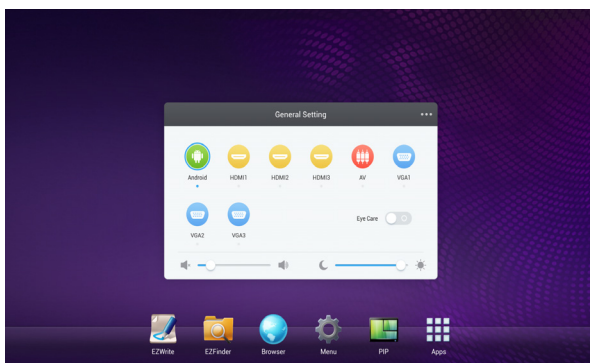 General Setting
Android HDMI1 HDMI2 HDMI3 AV VGA1
VGA2 VGA3 Eye Care
EZWrite EZFinder Browser Menu PIP Apps